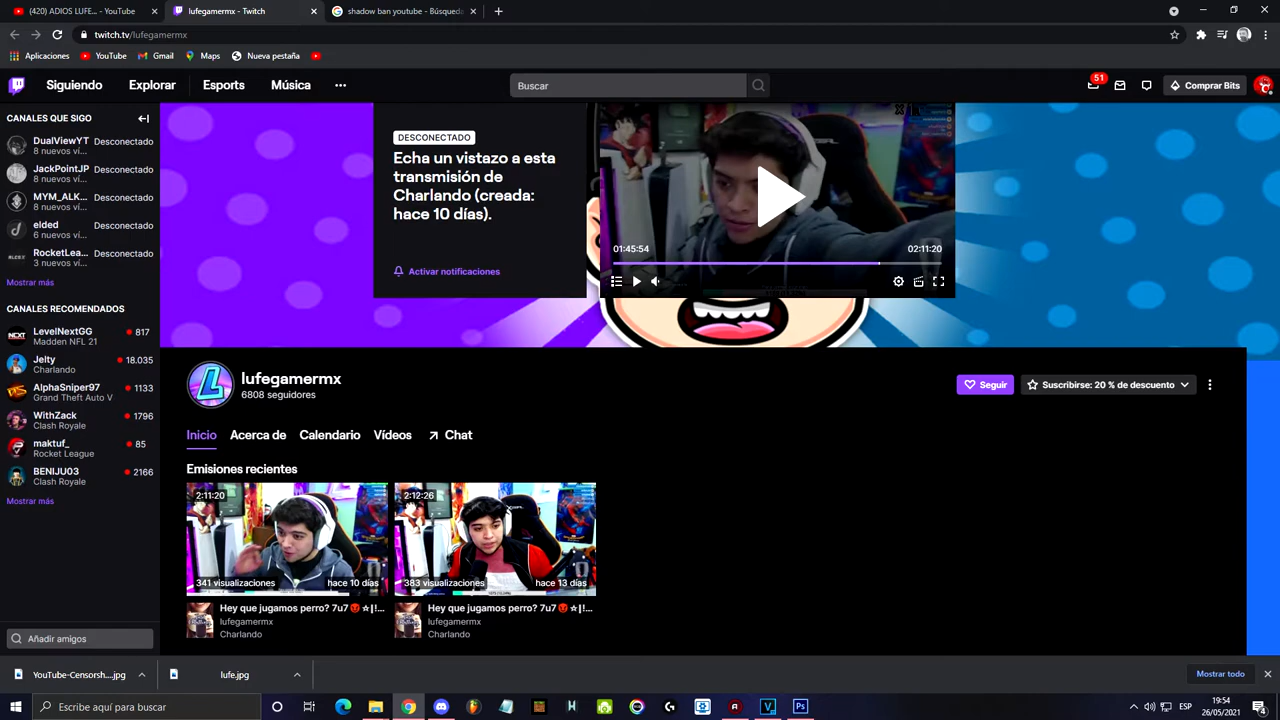 (420) ADIOS LUFE... - YouTube
lufegamermx - Twitch
shadow ban youtube - Búsqueda
twitch.tv/lufegamermx
Aplicaciones
YouTube
Gmail
Maps
Nueva pestaña
Siguiendo
Explorar
Esports
Música
Buscar
51
Comprar Bits
CANALES QUE SIGO
DualViewYT Desconectado
8 nuevos ví...
JackPointJP Desconectado
8 nuevos ví...
MYM_ALK... Desconectado
60 nuevos ví...
elded Desconectado
6 nuevos ví...
RocketLea... Desconectado
3 nuevos ví...
Mostrar más
CANALES RECOMENDADOS
LevelNextGG 817
Madden NFL 21
Jelty 18.035
Charlando
AlphaSniper97 1133
Grand Theft Auto V
WithZack 1796
Clash Royale
maktuf_ 85
Rocket League
BENIJU03 2166
Clash Royale
Mostrar más
Añadir amigos
DESCONECTADO
Echa un vistazo a esta
transmisión de
Charlando (creada:
hace 10 días).
Activar notificaciones
01:45:54
02:11:20
lufegamermx
6808 seguidores
Seguir
Suscribirse: 20 % de descuento
Inicio
Acerca de
Calendario
Vídeos
Chat
Emisiones recientes
2:11:20
341 visualizaciones
hace 10 días
2:12:26
383 visualizaciones
hace 13 días
Hey que jugamos perro? 7u7😡☆|!...
lufegamermx
Charlando
Hey que jugamos perro? 7u7😡☆|!...
lufegamermx
Charlando
YouTube-Censorsh....jpg
lufe.jpg
Mostrar todo
Escribe aquí para buscar
ESP
19:54
26/05/2021
4